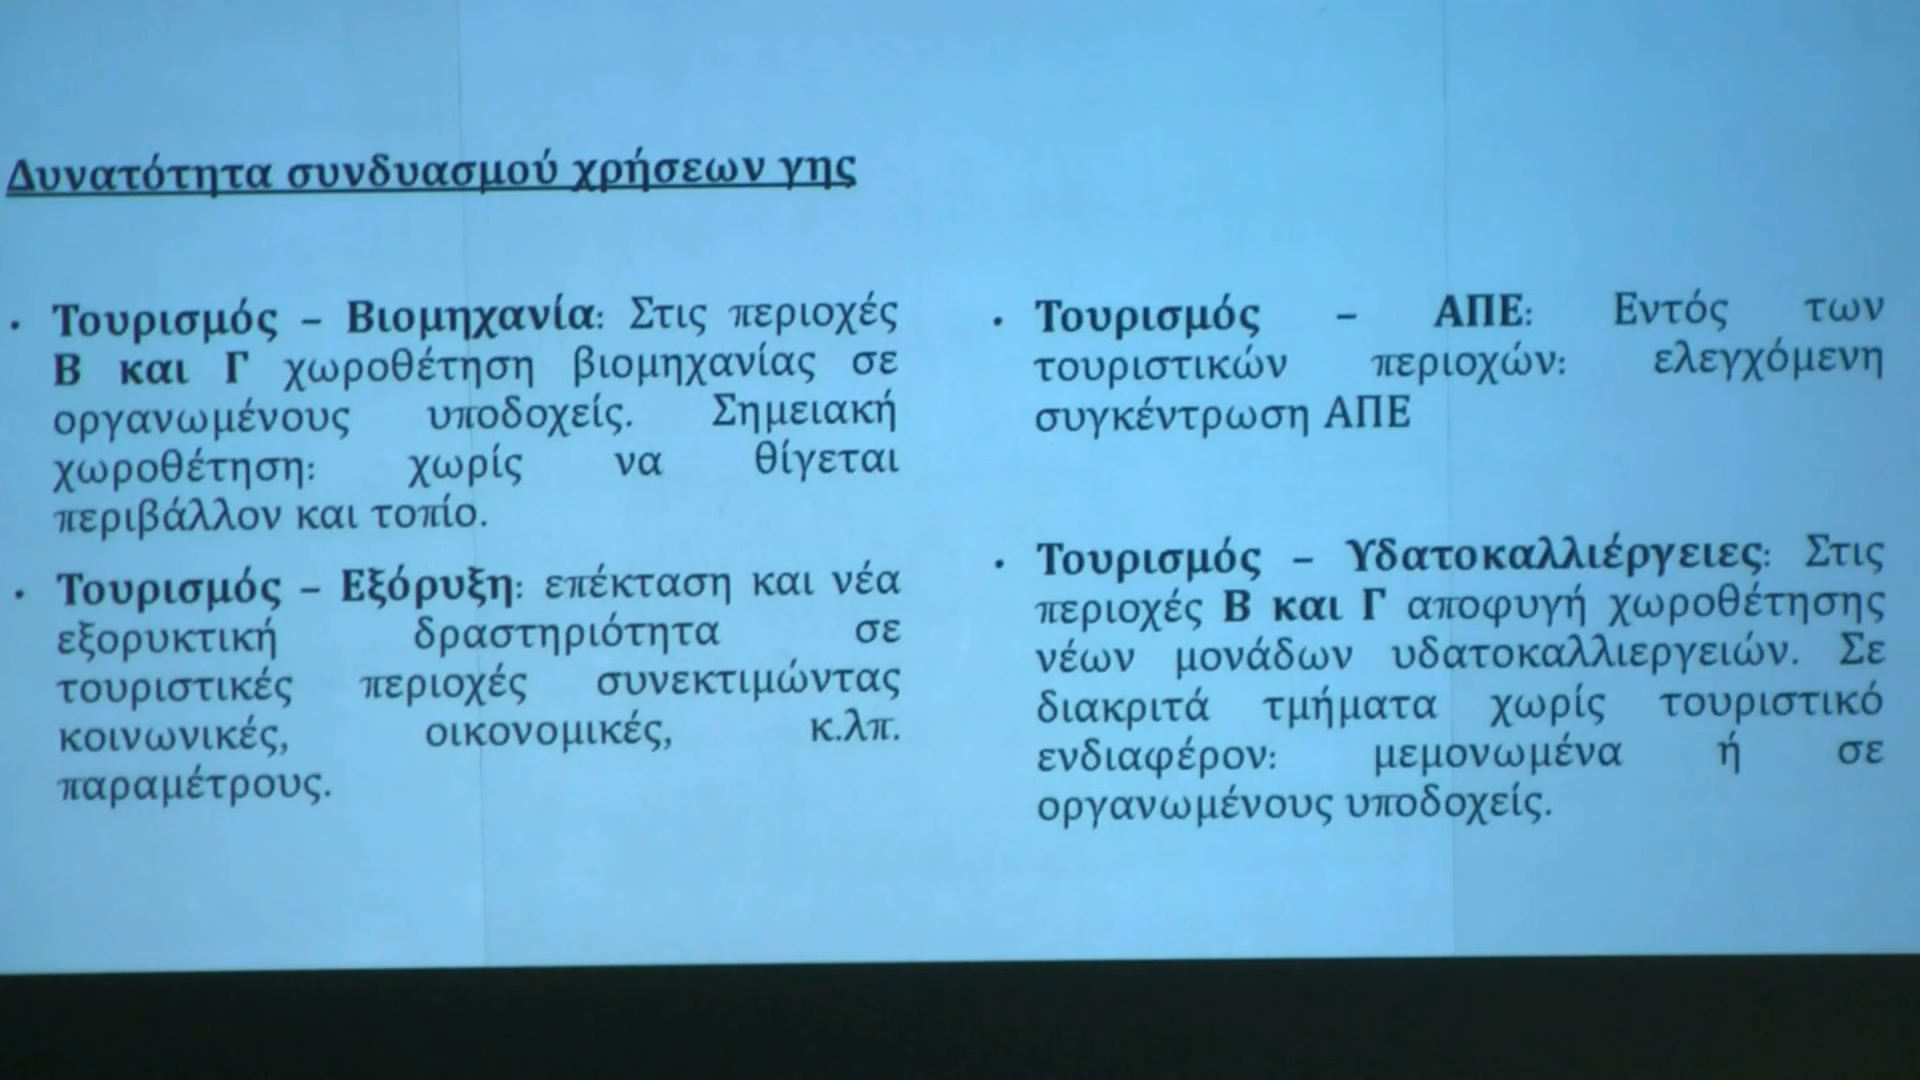 Δυνατότητα συνδυασμού χρήσεων γης
• Τουρισμός – Βιομηχανία: Στις περιοχές
Β και Γ χωροθέτηση βιομηχανίας σε
οργανωμένους υποδοχείς. Σημειακή
χωροθέτηση: χωρίς να θίγεται
περιβάλλον και τοπίο.
• Τουρισμός – Εξόρυξη: επέκταση και νέα
εξορυκτική δραστηριότητα σε
τουριστικές περιοχές συνεκτιμώντας
κοινωνικές, οικονομικές, κ.λπ.
παραμέτρους.
• Τουρισμός – ΑΠΕ: Εντός των
τουριστικών περιοχών: ελεγχόμενη
συγκέντρωση ΑΠΕ
• Τουρισμός – Υδατοκαλλιέργειες: Στις
περιοχές Β και Γ αποφυγή χωροθέτησης
νέων μονάδων υδατοκαλλιεργειών. Σε
διακριτά τμήματα χωρίς τουριστικό
ενδιαφέρον: μεμονωμένα ή σε
οργανωμένους υποδοχείς.